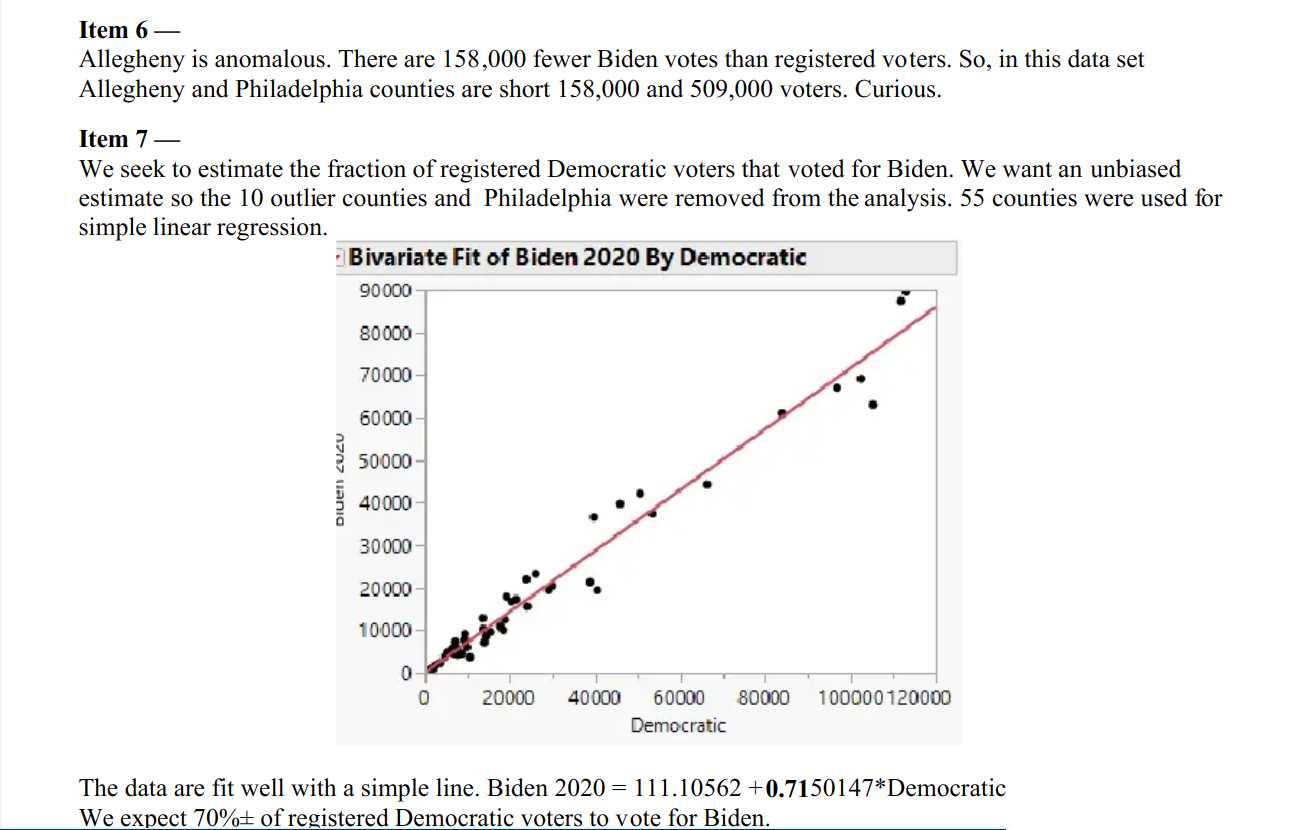 Item 6 —
Allegheny is anomalous. There are 158,000 fewer Biden votes than registered voters. So, in this data set
Allegheny and Philadelphia counties are short 158,000 and 509,000 voters. Curious.
Item 7 —
We seek to estimate the fraction of registered Democratic voters that voted for Biden. We want an unbiased
estimate so the 10 outlier counties and Philadelphia were removed from the analysis. 55 counties were used for
simple linear regression.
Bivariate Fit of Biden 2020 By Democratic
90000
80000
70000
60000
50000
40000
30000
20000
10000
0
Biden 2020
0 20000 40000 60000 80000 100000 120000
Democratic
The data are fit well with a simple line. Biden 2020 = 111.10562 +0.7150147*Democratic
We expect 70%± of registered Democratic voters to vote for Biden.